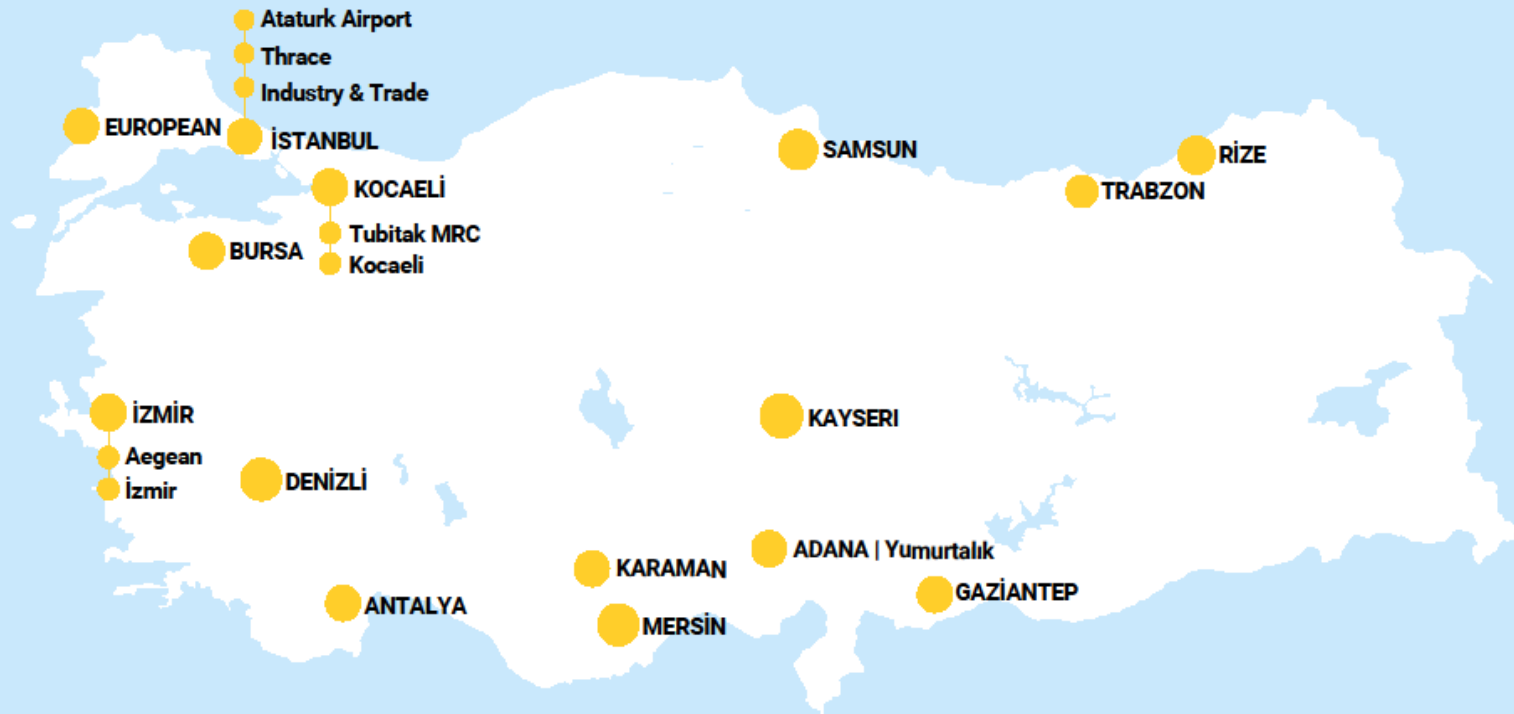 Ataturk Airport
Thrace
Industry & Trade
EUROPEAN
İSTANBUL
SAMSUN
RİZE
KOCAELİ
TRABZON
Tubitak MRC
BURSA
Kocaeli
İZMİR
KAYSERI
Aegean
DENİZLİ
İzmir
ADANA | Yumurtalık
KARAMAN
GAZİANTEP
ANTALYA
MERSİN